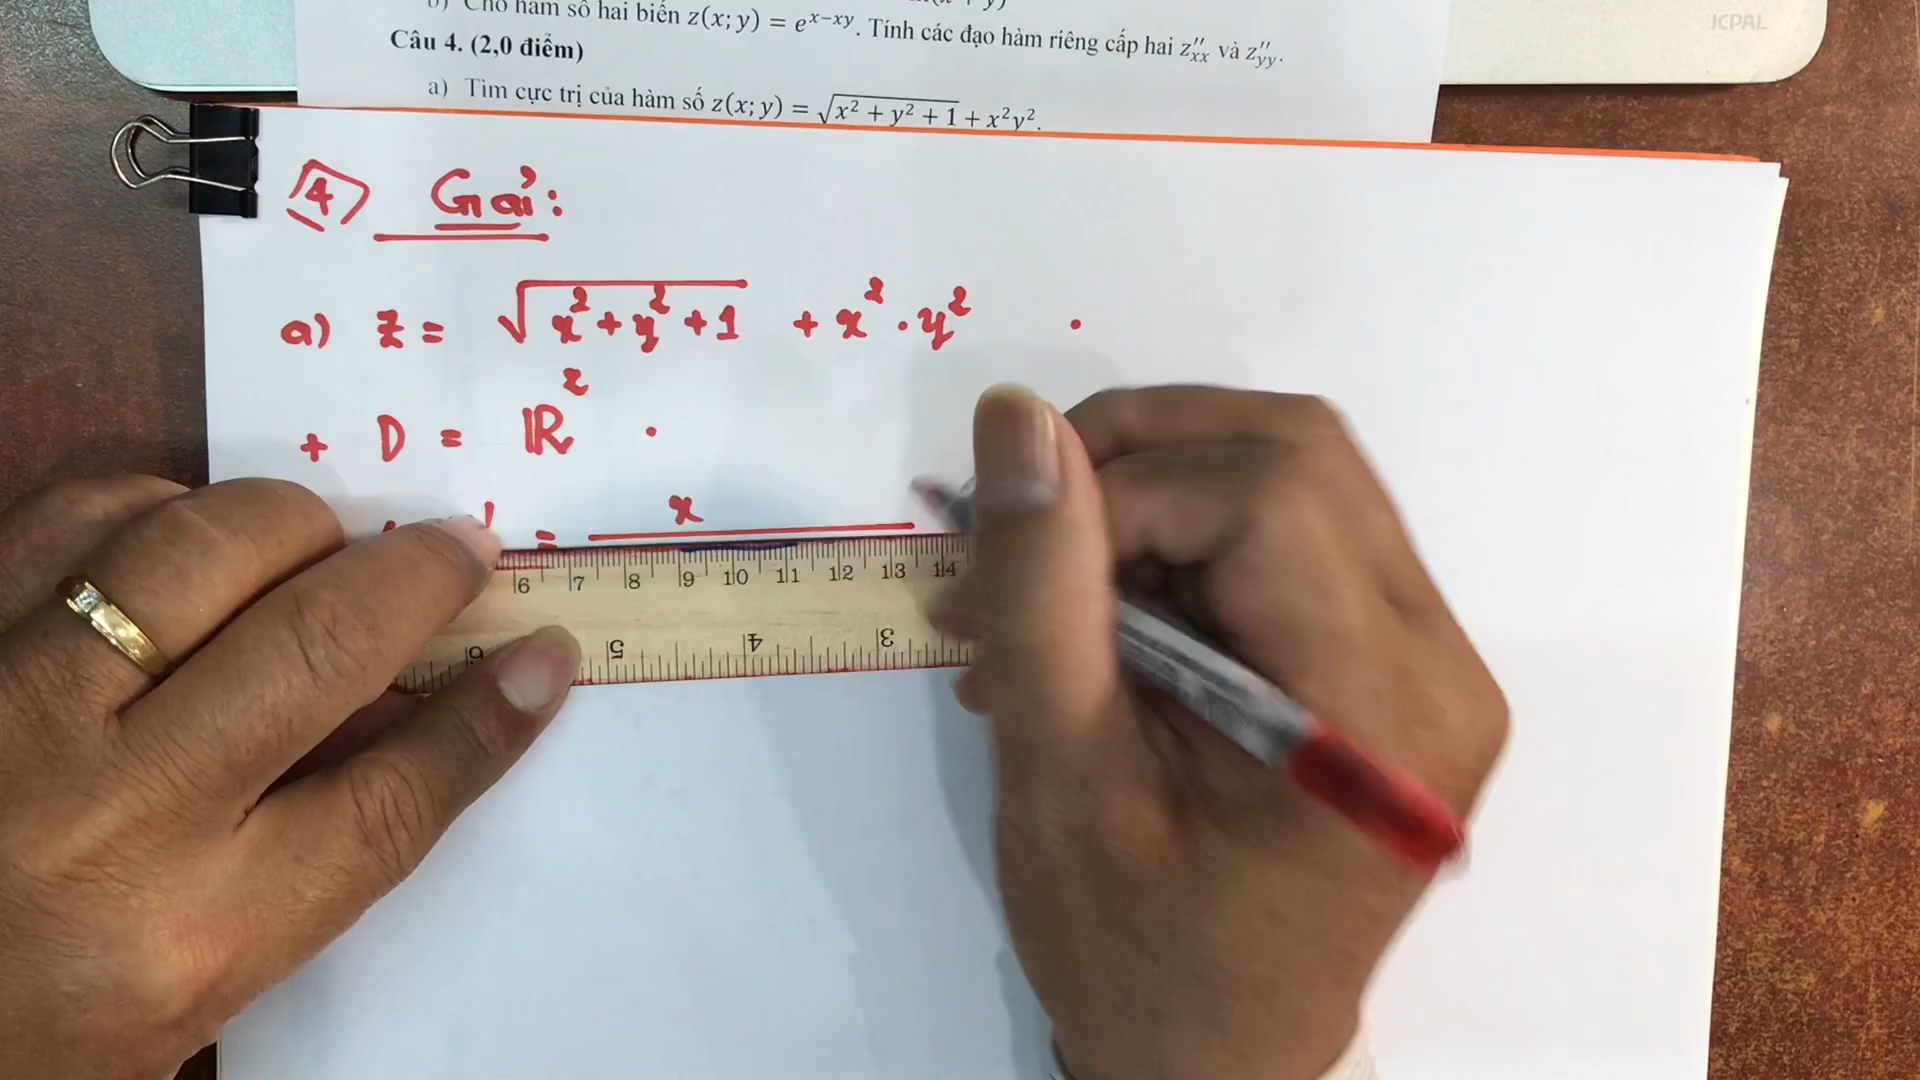 JCPAL
b) Cho hàm số hai biến z(x; y) = e^{x−xy}. Tính các đạo hàm riêng cấp hai z''_{xx} và z''_{yy}.
Câu 4. (2,0 điểm)
a) Tìm cực trị của hàm số z(x; y) = √(x² + y² + 1) + x²y².
4 Gải:
a) z = √(x² + y² + 1) + x² · y² .
+ D = ℝ² .
= x
6 7 8 9 10 11 12 13 14
6 5 4 3